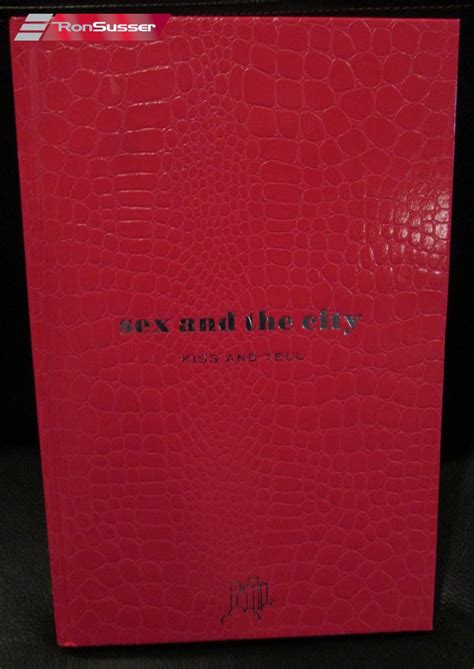 RonSusser
sex and the city
KISS AND TELL